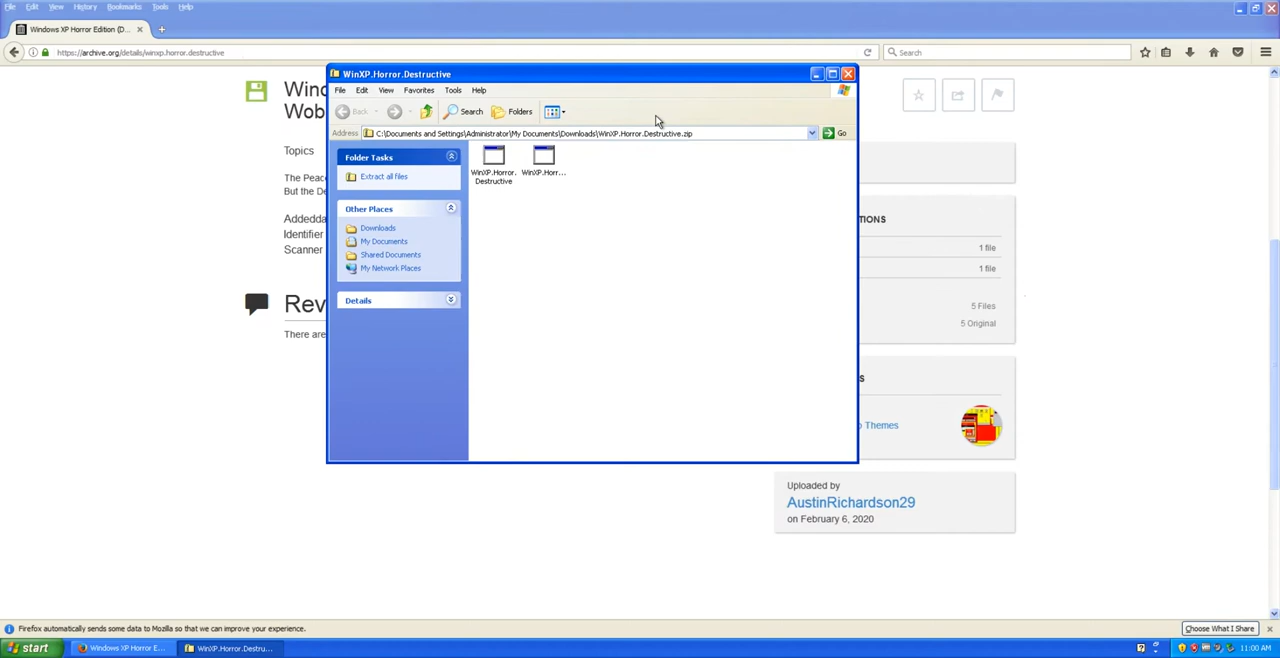 File Edit View History Bookmarks Tools Help
Windows XP Horror Edition (D...
https://archive.org/details/winxp.horror.destructive
Search
Wind
Wob
Topics
The Peac
But the De
Addedda
Identifier
Scanner
Rev
There are
WinXP.Horror.Destructive
File Edit View Favorites Tools Help
Back Search Folders
Address C:\Documents and Settings\Administrator\My Documents\Downloads\WinXP.Horror.Destructive.zip Go
Folder Tasks
Extract all files
Other Places
Downloads
My Documents
Shared Documents
My Network Places
Details
WinXP.Horror.
Destructive
WinXP.Horr...
TIONS
1 file
1 file
5 Files
5 Original
s
Themes
Uploaded by
AustinRichardson29
on February 6, 2020
Firefox automatically sends some data to Mozilla so that we can improve your experience.
Choose What I Share
start
Windows XP Horror E...
WinXP.Horror.Destru...
11:00 AM